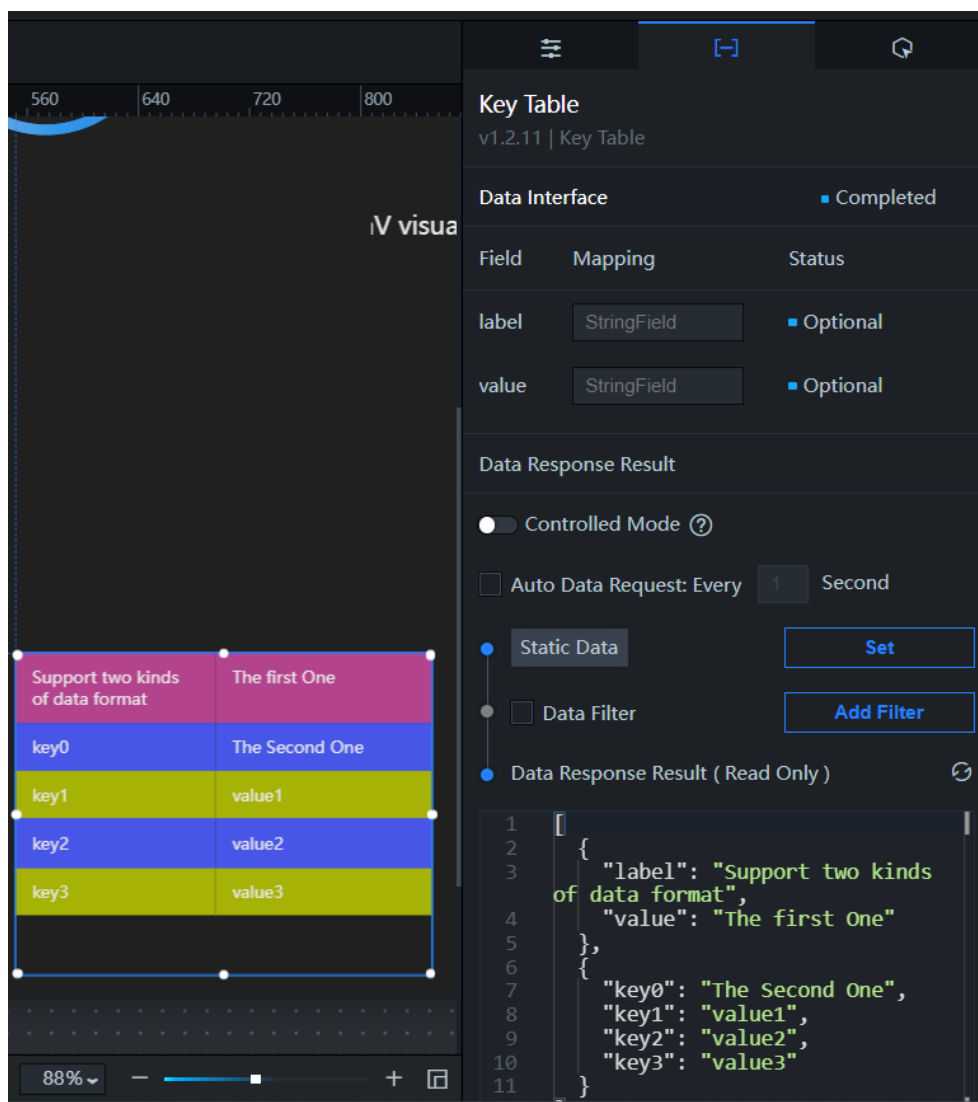 560
640
720
800
V visua
Support two kinds
of data format
The first One
key0
The Second One
key1
value1
key2
value2
key3
value3
88%
Key Table
v1.2.11 | Key Table
Data Interface
Completed
Field
Mapping
Status
label
StringField
Optional
value
StringField
Optional
Data Response Result
Controlled Mode
Auto Data Request: Every 1 Second
Static Data
Set
Data Filter
Add Filter
Data Response Result ( Read Only )
1 [
2 {
3 "label": "Support two kinds
of data format",
4 "value": "The first One"
5 },
6 {
7 "key0": "The Second One",
8 "key1": "value1",
9 "key2": "value2",
10 "key3": "value3"
11 }